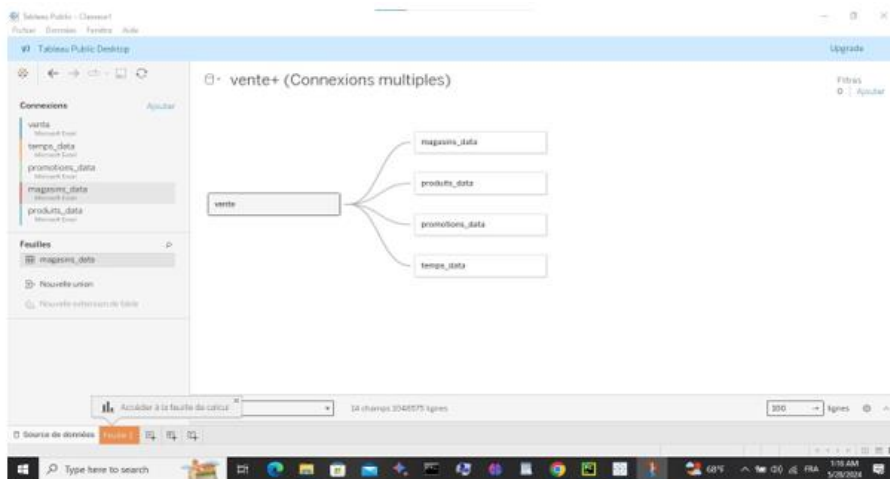 Tableau Public - Classeur1
Fichier Données Fenêtre Aide
Tableau Public Desktop Upgrade
vente+ (Connexions multiples)
Filtres
0 Ajouter
Connexions Ajouter
vente
Microsoft Excel
temps_data
Microsoft Excel
promotions_data
Microsoft Excel
magasins_data
Microsoft Excel
produits_data
Microsoft Excel
Feuilles
magasins_data
Nouvelle union
Nouvelle extension de table
vente
magasins_data
produits_data
promotions_data
temps_data
Accéder à la feuille de calcul
14 champs 1048575 lignes
100 lignes
Source de données Feuille 1
Type here to search
68°F
FRA
1:16 AM
5/28/2024